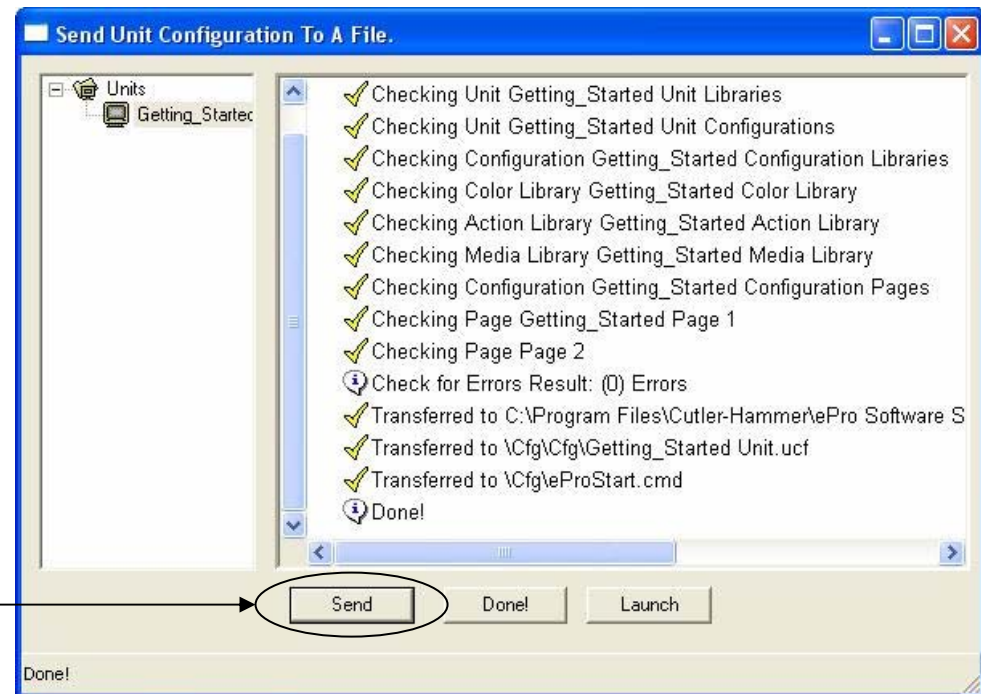 Send Unit Configuration To A File.
Units
Getting_Started
Checking Unit Getting_Started Unit Libraries
Checking Unit Getting_Started Unit Configurations
Checking Configuration Getting_Started Configuration Libraries
Checking Color Library Getting_Started Color Library
Checking Action Library Getting_Started Action Library
Checking Media Library Getting_Started Media Library
Checking Configuration Getting_Started Configuration Pages
Checking Page Getting_Started Page 1
Checking Page Page 2
Check for Errors Result: (0) Errors
Transferred to C:\Program Files\Cutler-Hammer\ePro Software S
Transferred to \Cfg\Cfg\Getting_Started Unit.ucf
Transferred to \Cfg\eProStart.cmd
Done!
Send Done! Launch
Done!